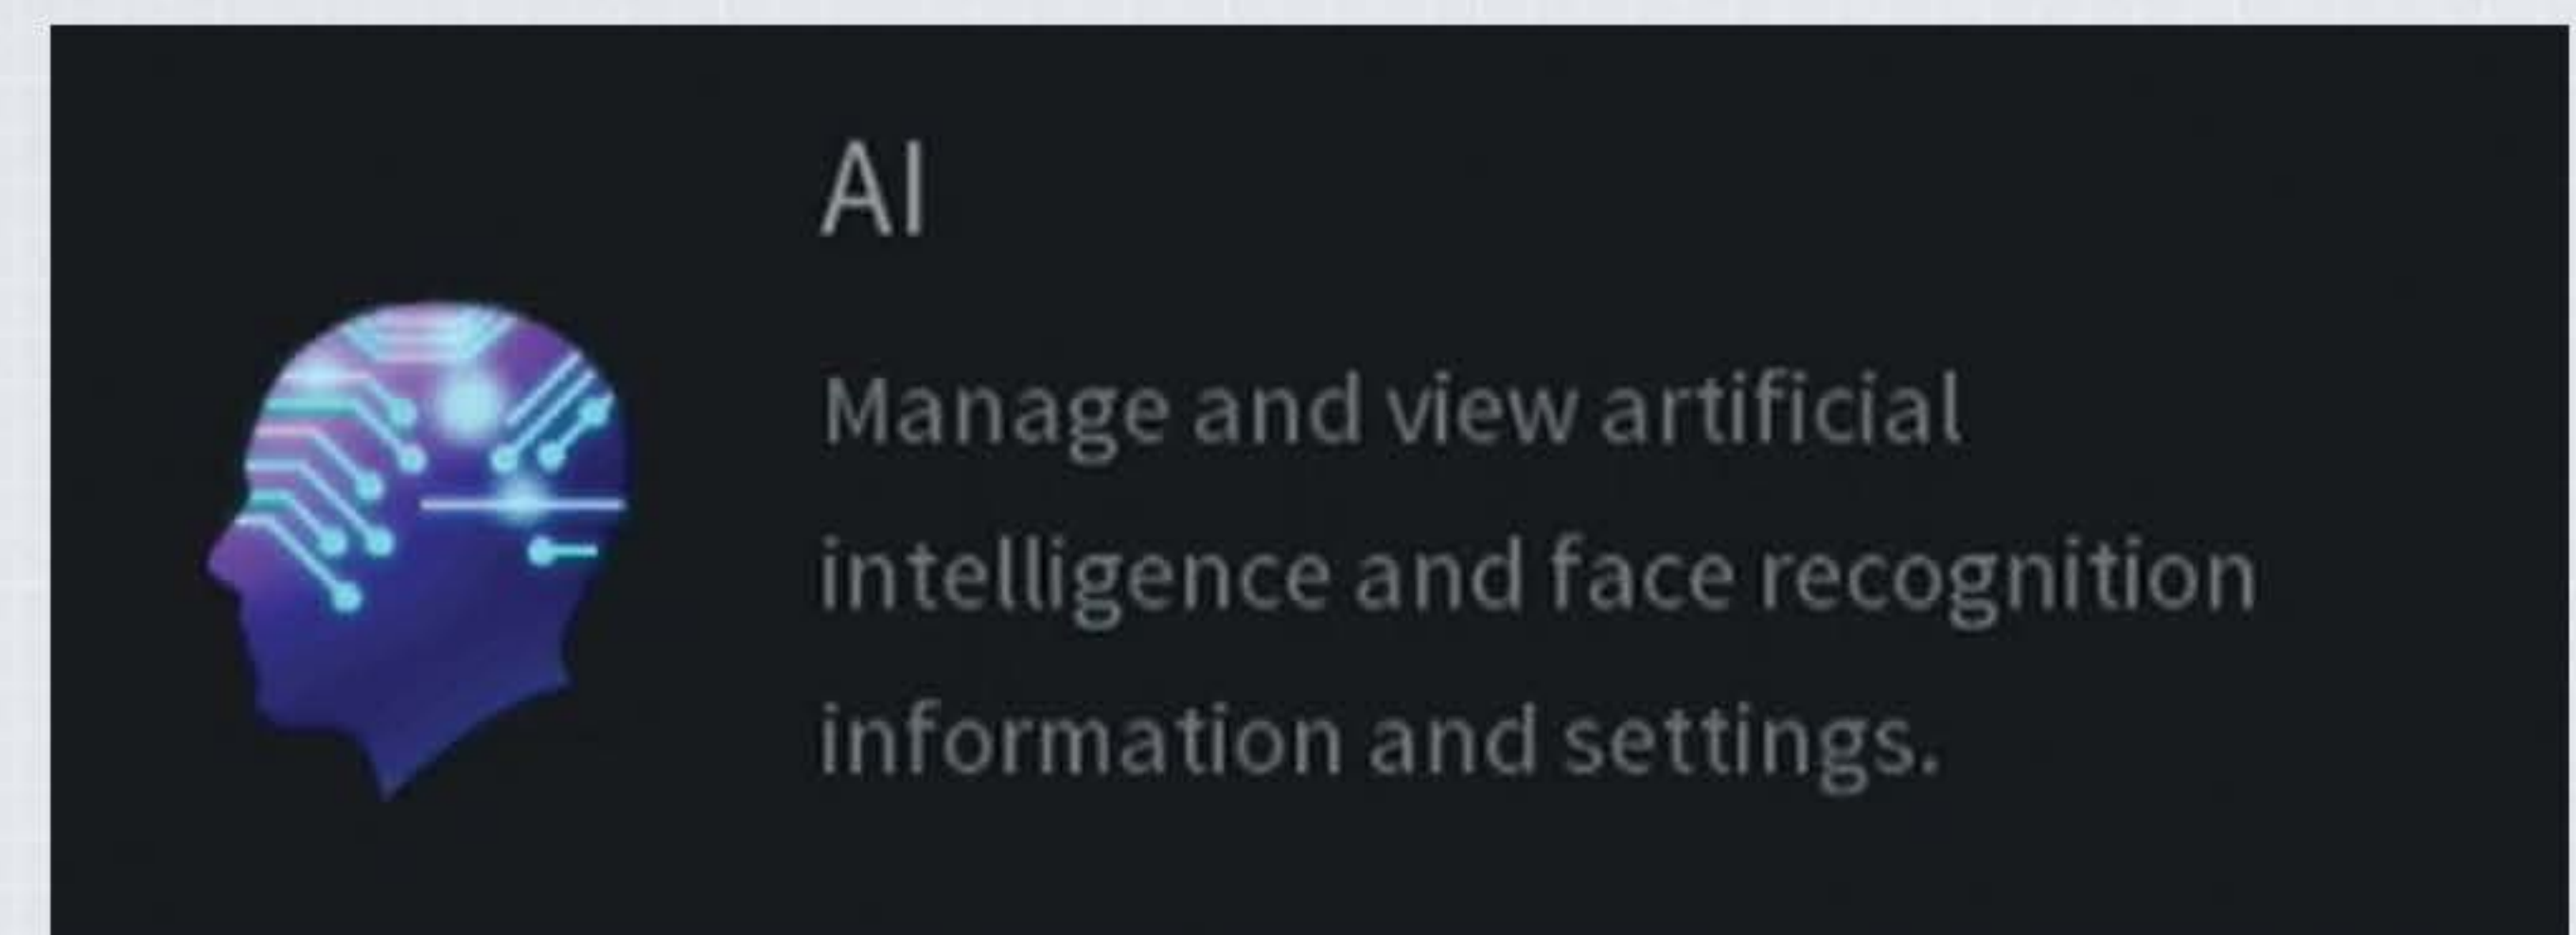 AI
Manage and view artificial
intelligence and face recognition
information and settings.